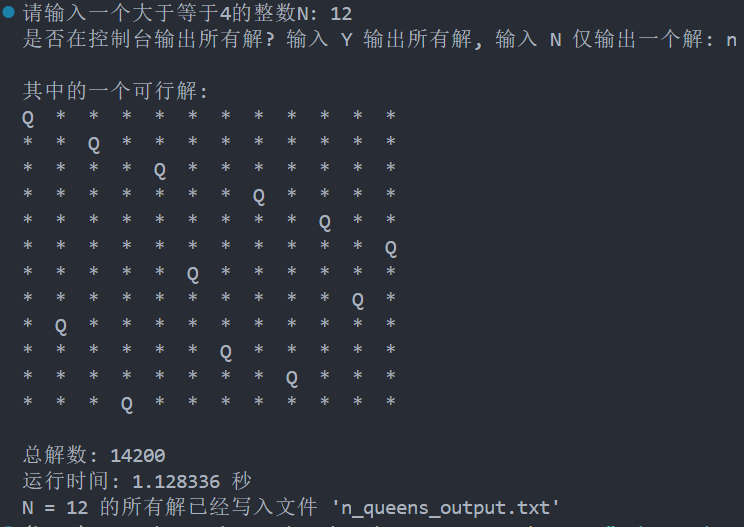 请输入一个大于等于4的整数N: 12
是否在控制台输出所有解? 输入 Y 输出所有解, 输入 N 仅输出一个解: n
其中的一个可行解:
Q * * * * * * * * * * *
* * Q * * * * * * * * *
* * * * Q * * * * * * *
* * * * * * * Q * * * *
* * * * * * * * * Q * *
* * * * * * * * * * * Q
* * * * * Q * * * * * *
* * * * * * * * * * Q *
* Q * * * * * * * * * *
* * * * * * Q * * * * *
* * * * * * * * Q * * *
* * * Q * * * * * * * *
总解数: 14200
运行时间: 1.128336 秒
N = 12 的所有解已经写入文件 'n_queens_output.txt'